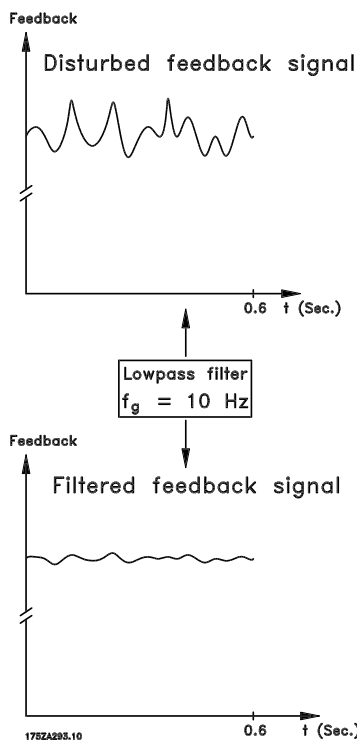 Feedback
Disturbed feedback signal
0.6 t (Sec.)
Lowpass filter
fg = 10 Hz
Feedback
Filtered feedback signal
0.6 t (Sec.)
175ZA293.10